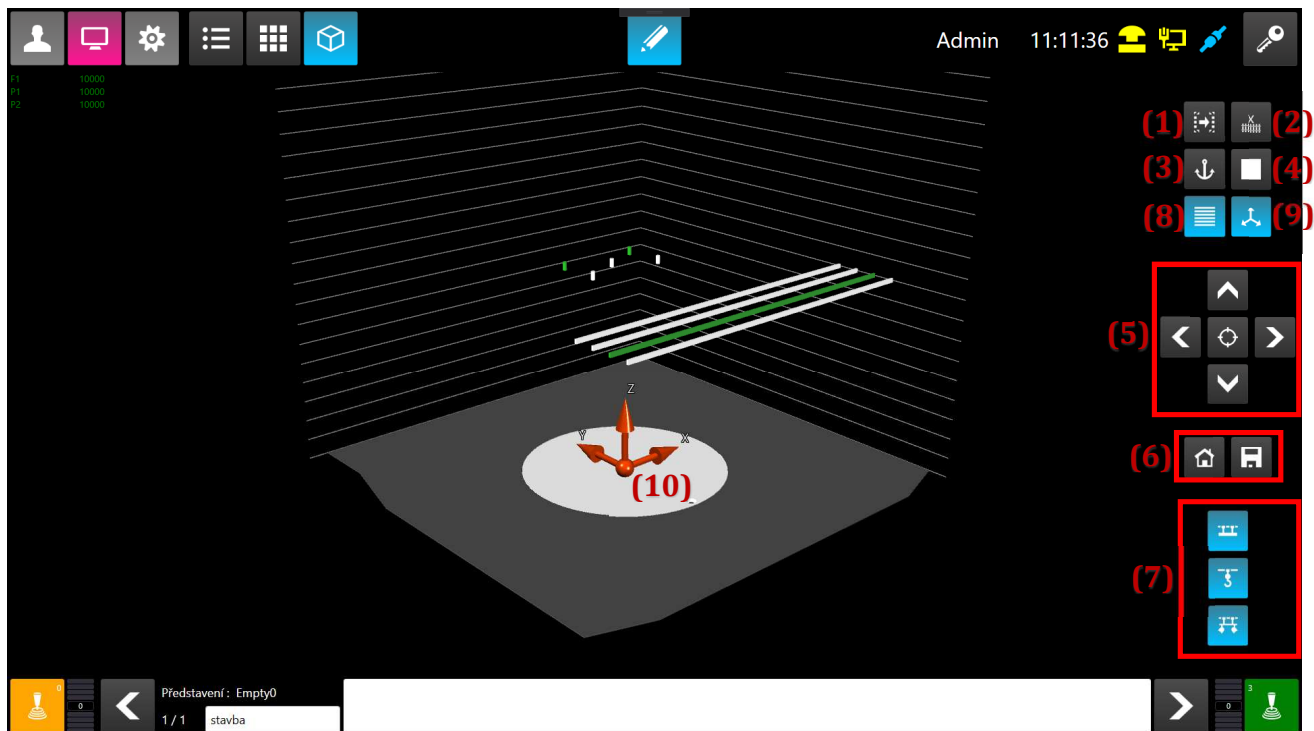 Admin 11:11:36
F1 10000
P1 10000
P2 10000
(1) (2)
(3) (4)
(8) (9)
(5)
Z
Y X
(10)
(6)
(7)
0 0 Představení : Empty0 3 0
1 / 1 stavba